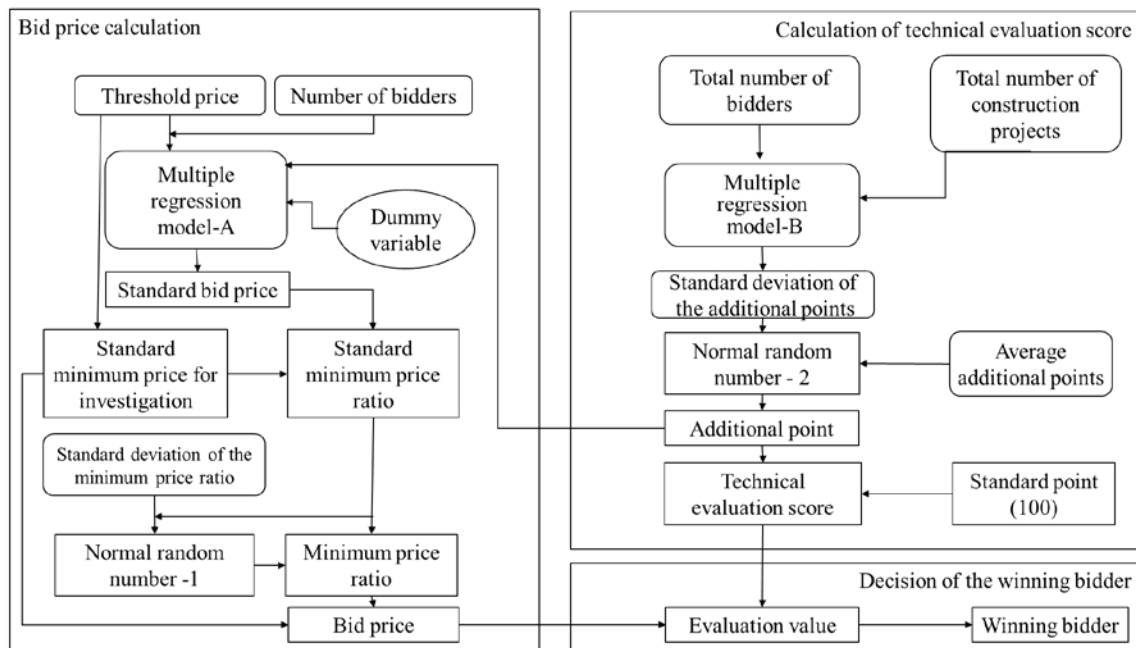 Bid price calculation
Threshold price
Number of bidders
Multiple
regression
model-A
Dummy
variable
Standard bid price
Standard
minimum price for
investigation
Standard
minimum price
ratio
Standard deviation of the
minimum price ratio
Normal random
number -1
Minimum price
ratio
Bid price
Calculation of technical evaluation score
Total number of
bidders
Total number of
construction
projects
Multiple
regression
model-B
Standard deviation of
the additional points
Normal random
number - 2
Average
additional points
Additional point
Technical
evaluation score
Standard point
(100)
Decision of the winning bidder
Evaluation value
Winning bidder